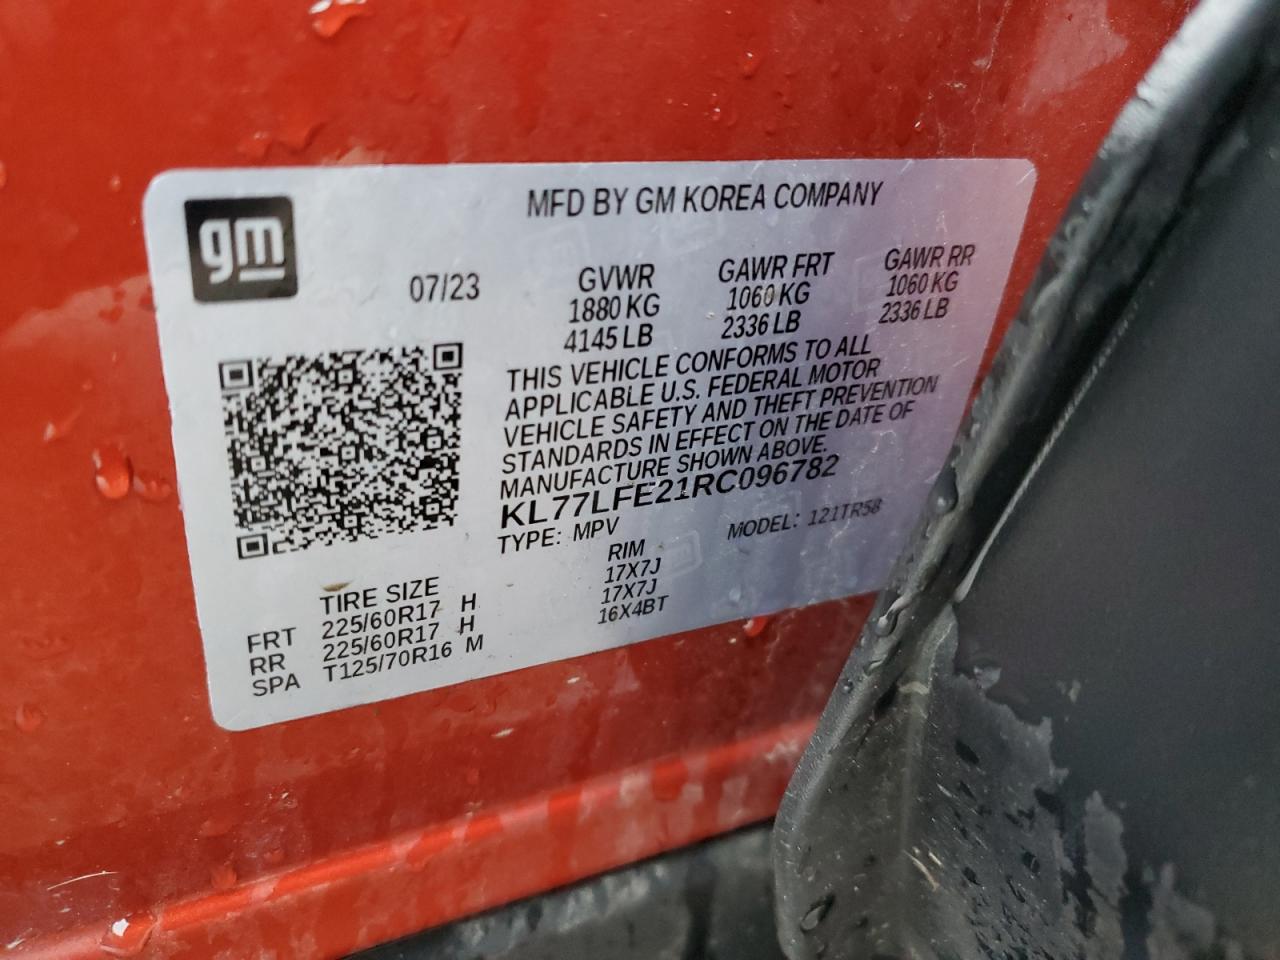 gm
MFD BY GM KOREA COMPANY
07/23
GVWR GAWR FRT GAWR RR
1880 KG 1060 KG 1060 KG
4145 LB 2336 LB 2336 LB
THIS VEHICLE CONFORMS TO ALL
APPLICABLE U.S. FEDERAL MOTOR
VEHICLE SAFETY AND THEFT PREVENTION
STANDARDS IN EFFECT ON THE DATE OF
MANUFACTURE SHOWN ABOVE.
KL77LFE21RC096782
TYPE: MPV MODEL: 121TR58
TIRE SIZE RIM
FRT 225/60R17 H 17X7J
RR 225/60R17 H 17X7J
SPA T125/70R16 M 16X4BT